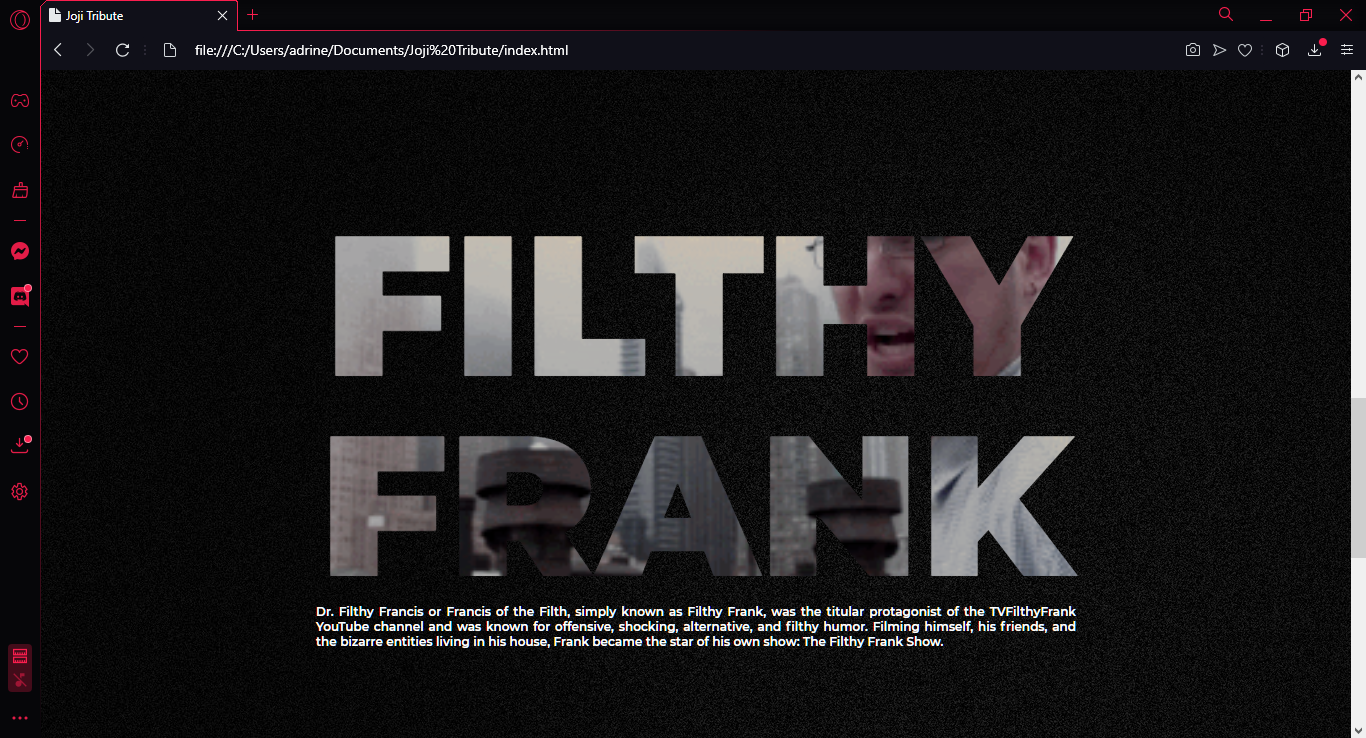 Joji Tribute
file:///C:/Users/adrine/Documents/Joji%20Tribute/index.html
FILTHY
FRANK
Dr. Filthy Francis or Francis of the Filth, simply known as Filthy Frank, was the titular protagonist of the TVFilthyFrank
YouTube channel and was known for offensive, shocking, alternative, and filthy humor. Filming himself, his friends, and
the bizarre entities living in his house, Frank became the star of his own show: The Filthy Frank Show.